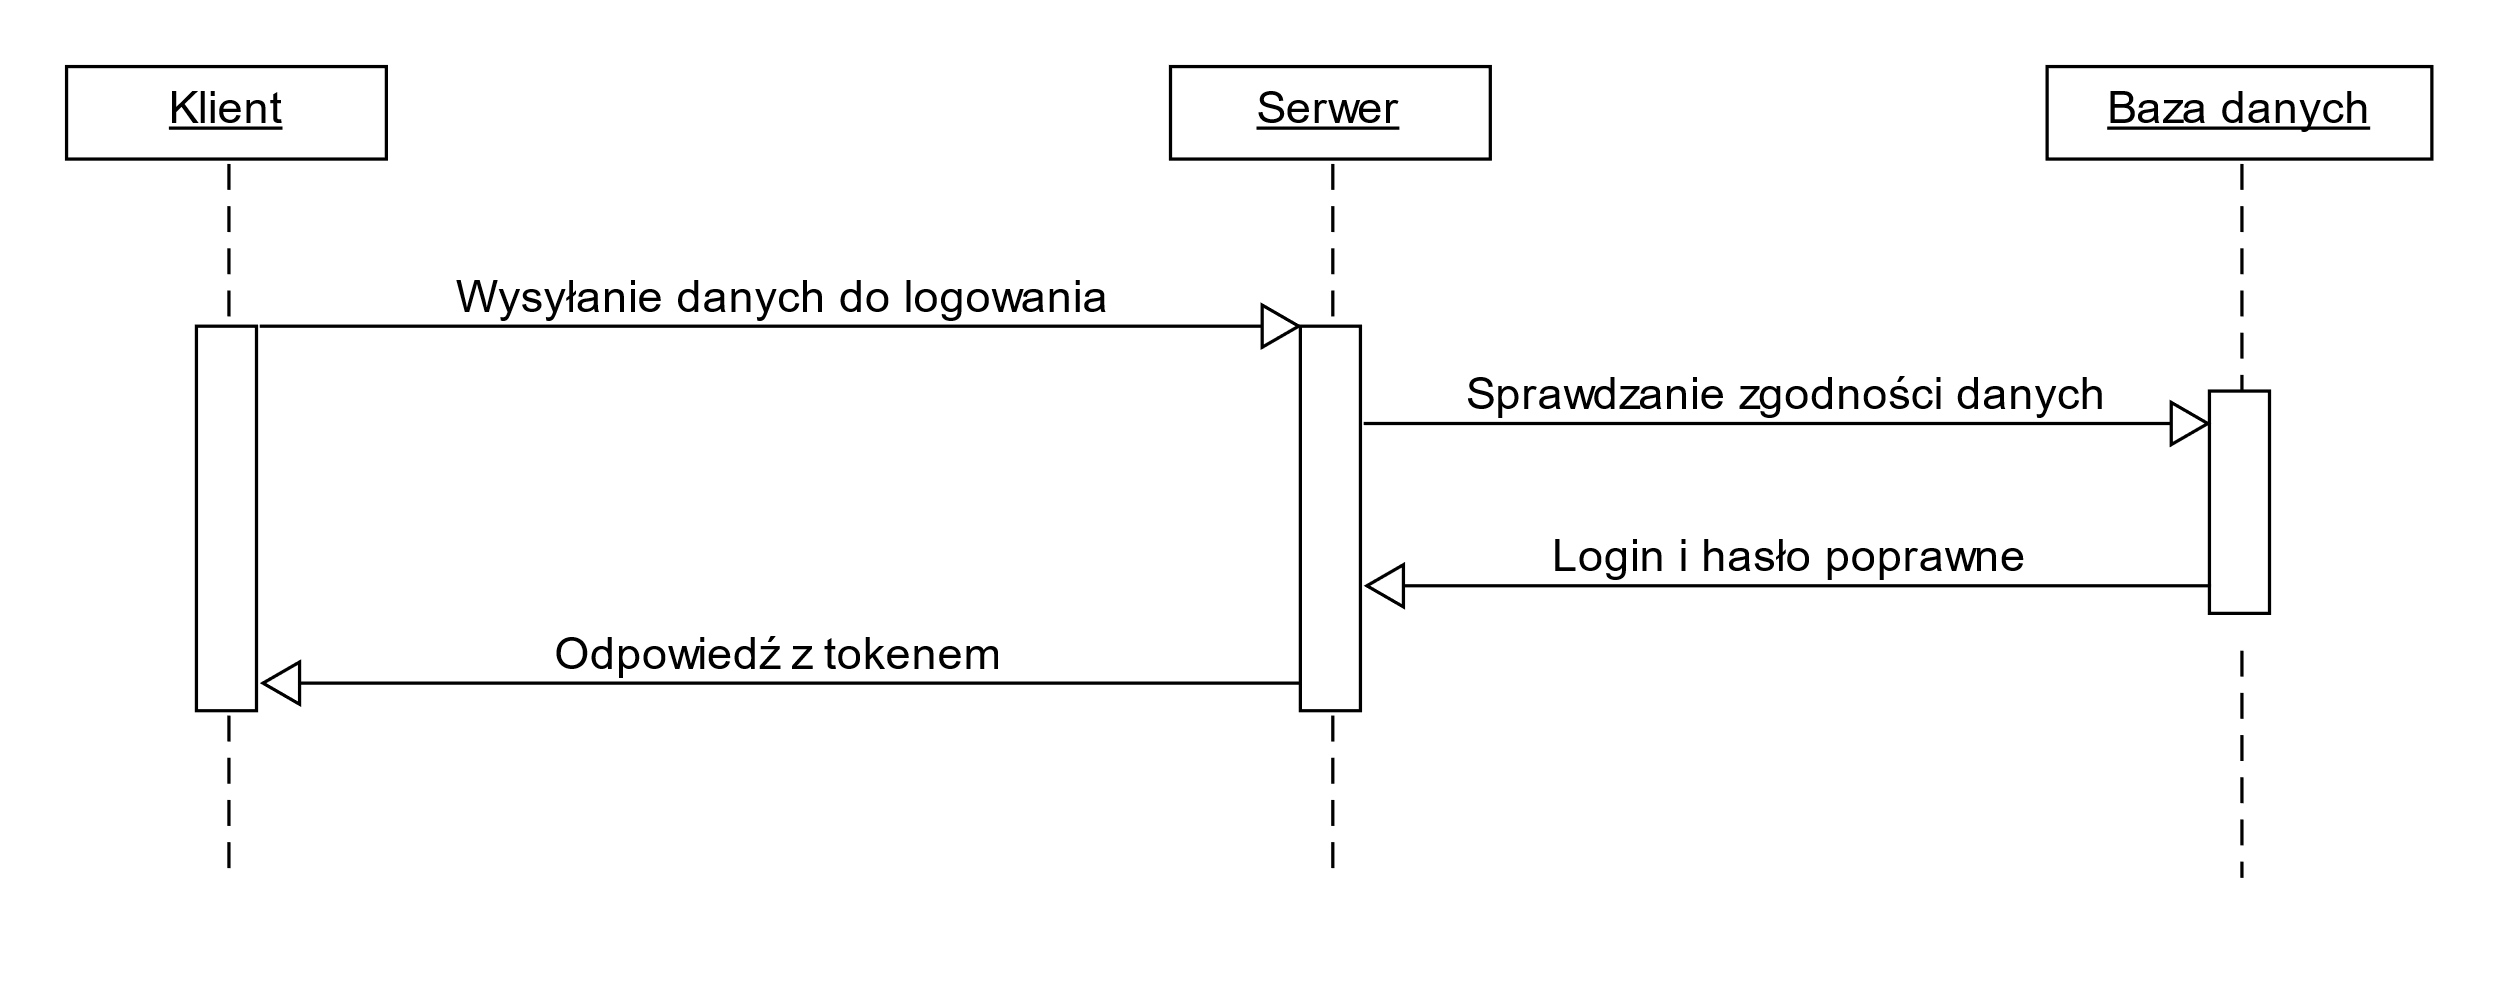 Klient
Serwer
Baza danych
Wysyłanie danych do logowania
Sprawdzanie zgodności danych
Login i hasło poprawne
Odpowiedź z tokenem